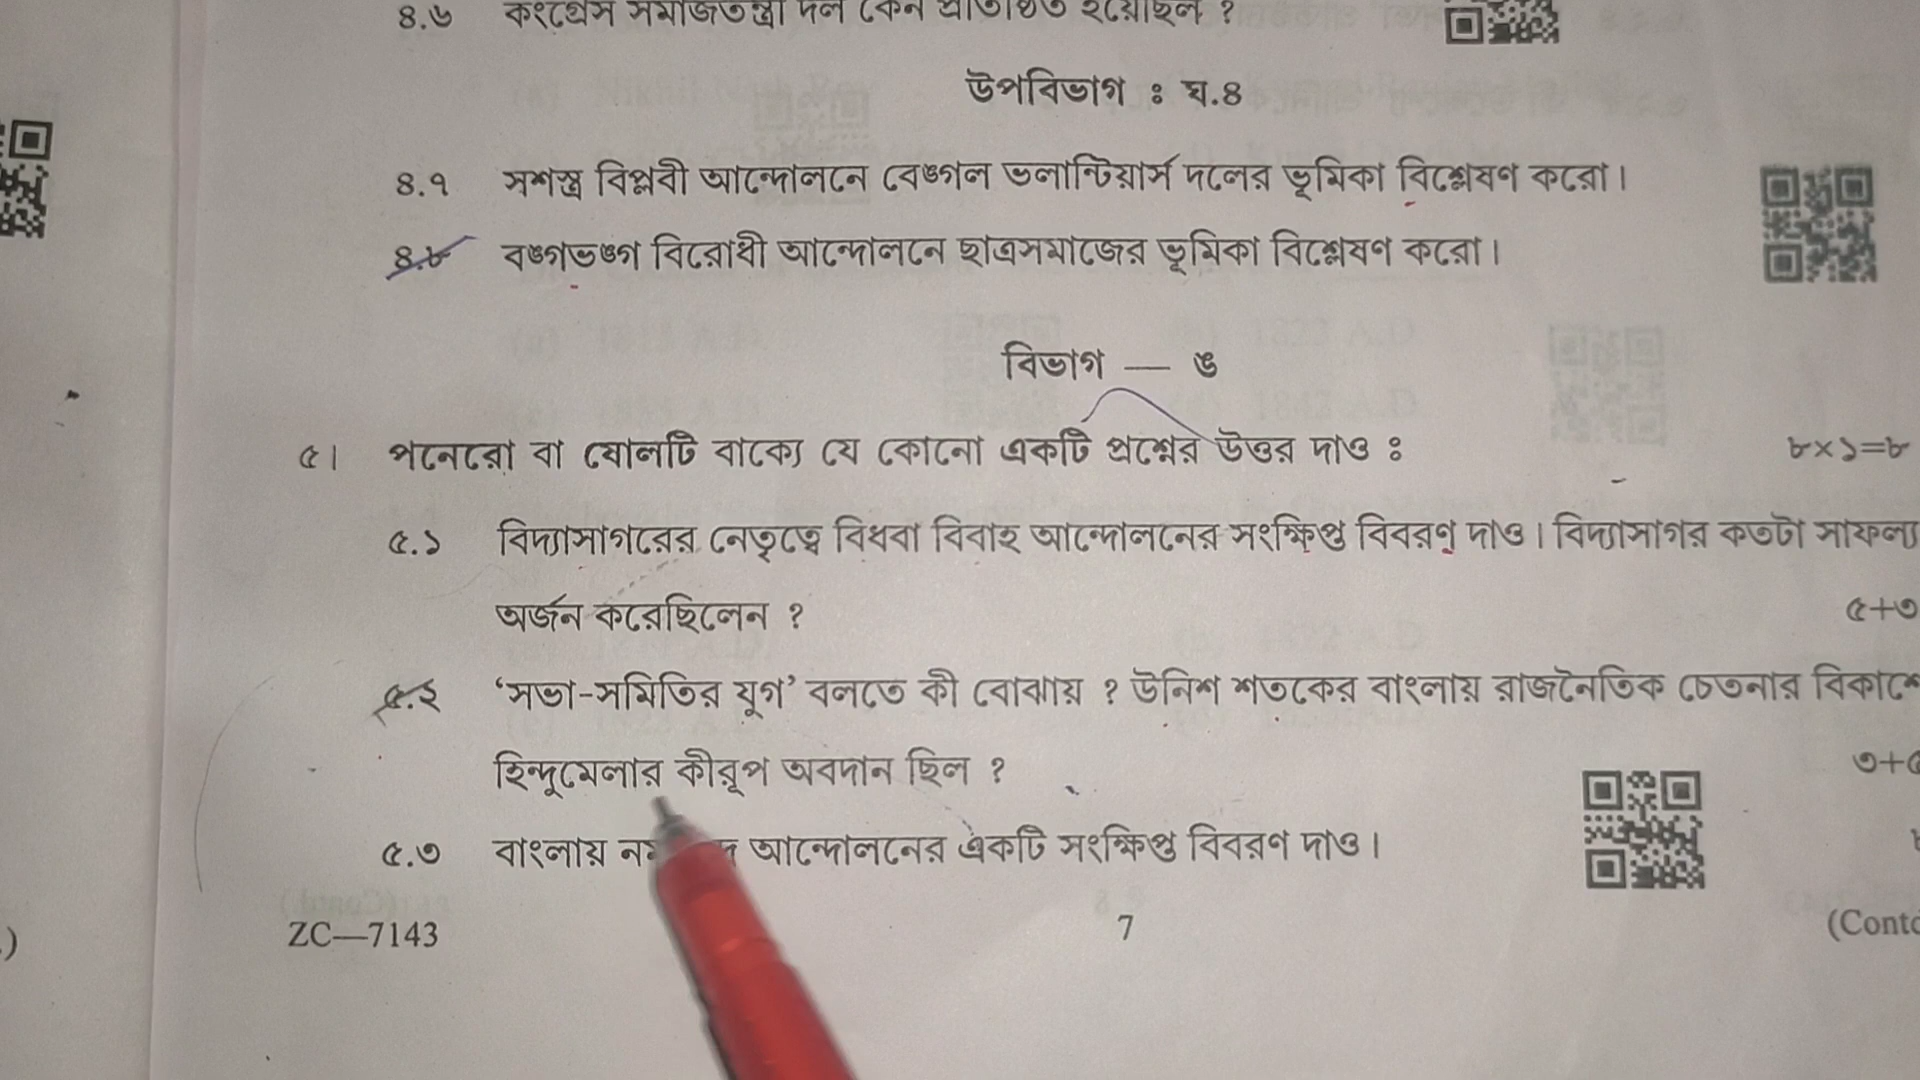 ৪.৬ কংগ্রেস সমাজতন্ত্রী দল কেন প্রতিষ্ঠিত হয়েছিল ?
উপবিভাগ : ঘ.৪
৪.৭ সশস্ত্র বিপ্লবী আন্দোলনে বেঙ্গল ভলান্টিয়ার্স দলের ভূমিকা বিশ্লেষণ করো।
৪.৮ বঙ্গভঙ্গ বিরোধী আন্দোলনে ছাত্রসমাজের ভূমিকা বিশ্লেষণ করো।
বিভাগ — ঙ
৫। পনেরো বা ষোলটি বাক্যে যে কোনো একটি প্রশ্নের উত্তর দাও : ৮×১=৮
৫.১ বিদ্যাসাগরের নেতৃত্বে বিধবা বিবাহ আন্দোলনের সংক্ষিপ্ত বিবরণ দাও। বিদ্যাসাগর কতটা সাফল্য
অর্জন করেছিলেন ? ৫+৩
৫.২ ‘সভা-সমিতির যুগ’ বলতে কী বোঝায় ? উনিশ শতকের বাংলায় রাজনৈতিক চেতনার বিকাশে
হিন্দুমেলার কীরূপ অবদান ছিল ? ৩+৫
৫.৩ বাংলায় আন্দোলনের একটি সংক্ষিপ্ত বিবরণ দাও।
ZC—7143 7 (Contd